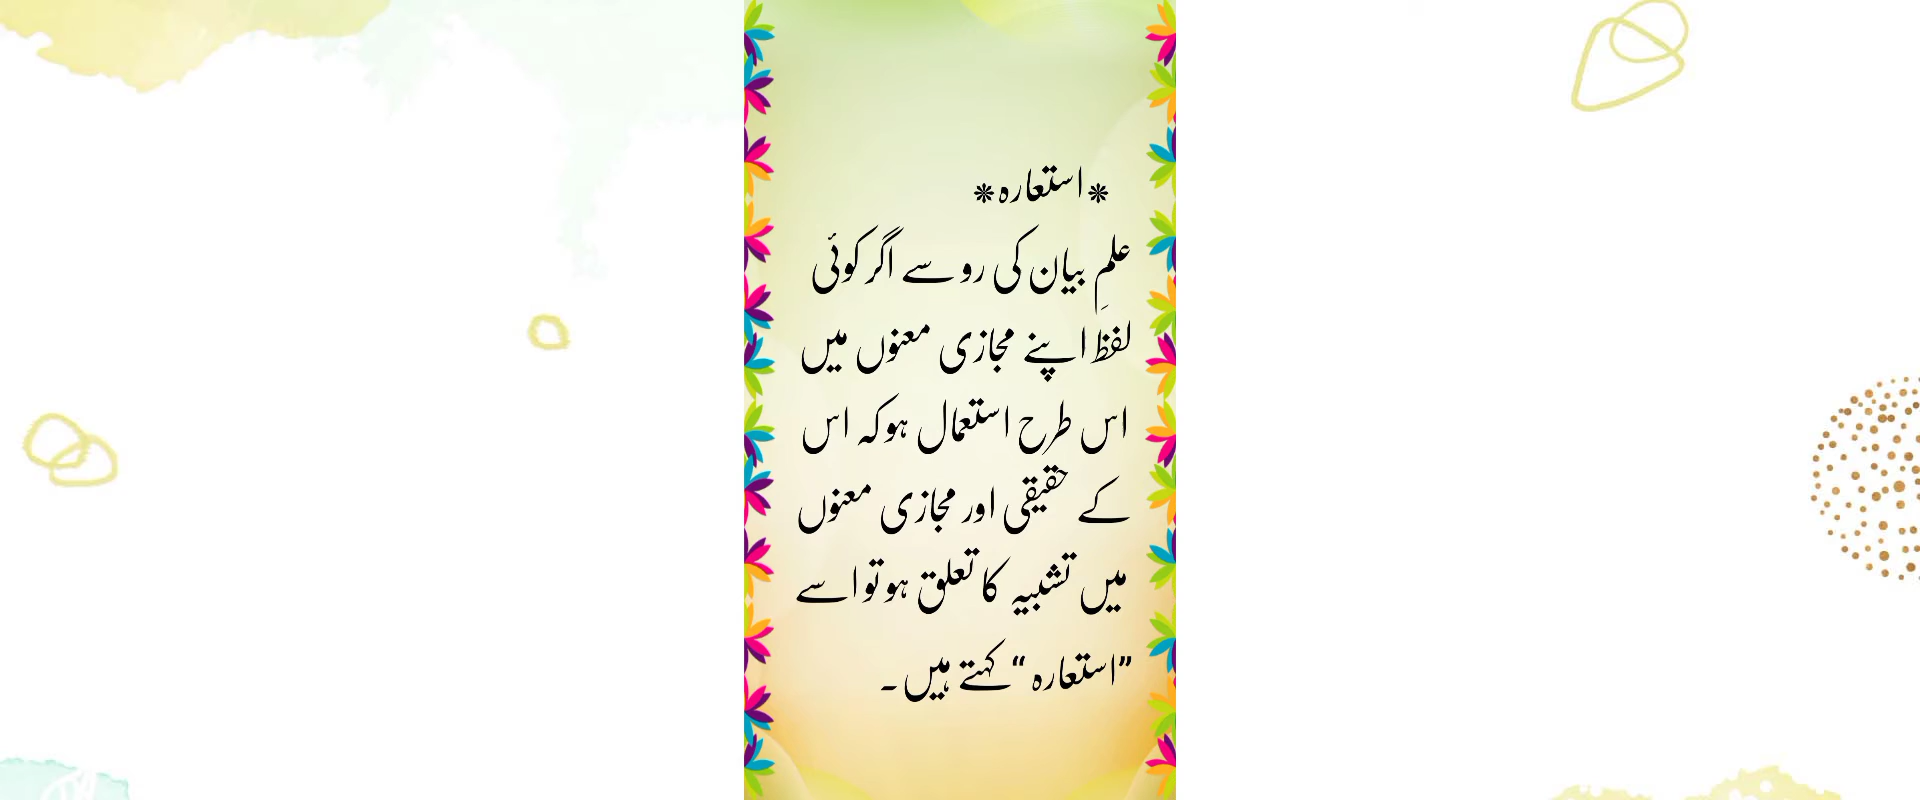 ❋استعارہ❋
علمِ بیان کی رو سے اگر کوئی
لفظ اپنے مجازی معنوں میں
اس طرح استعمال ہو کہ اس
کے حقیقی اور مجازی معنوں
میں تشبیہ کا تعلق ہو تو اسے
”استعارہ“ کہتے ہیں۔